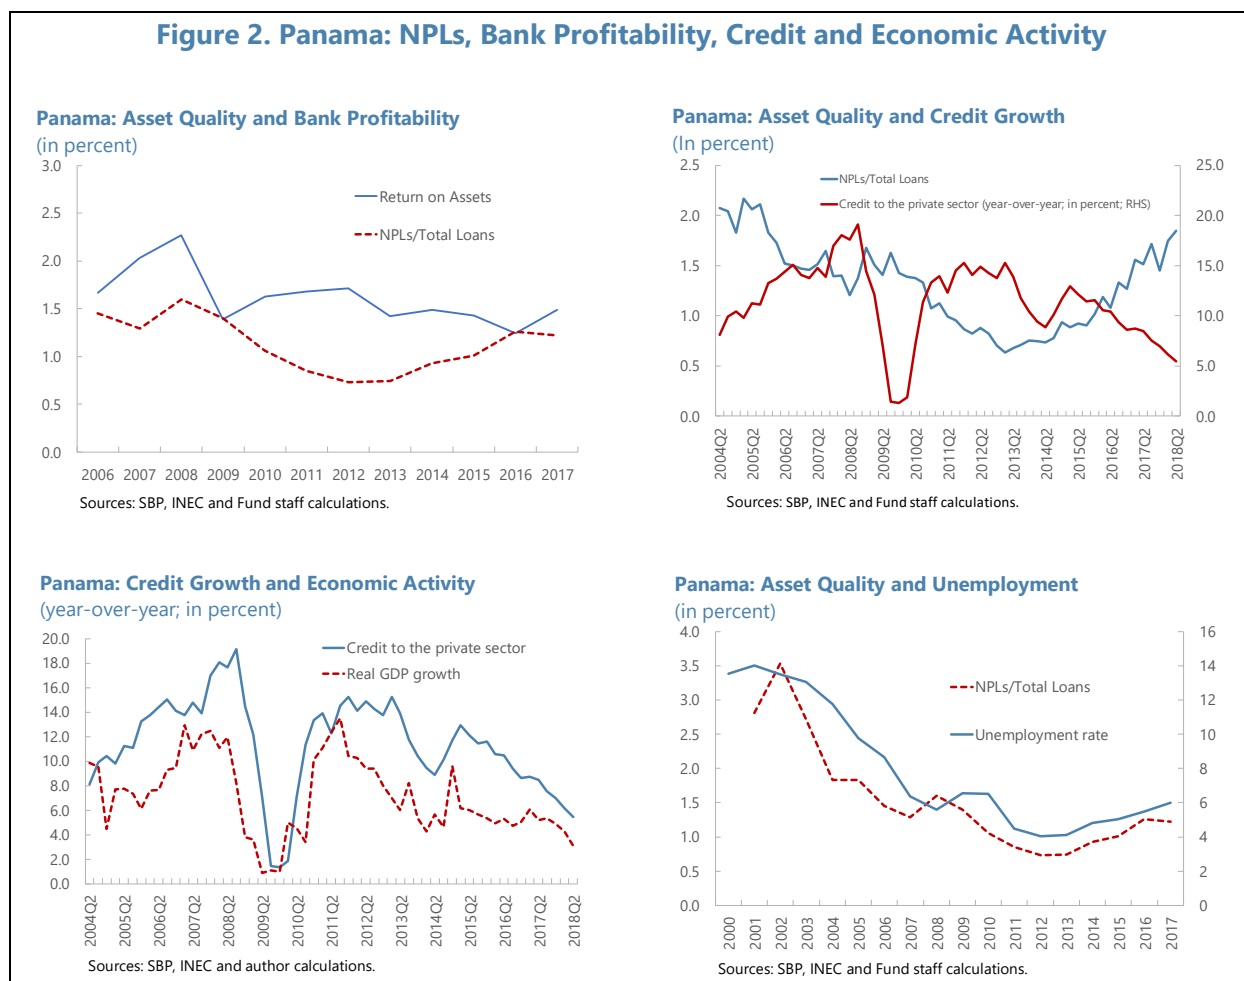 Figure 2. Panama: NPLs, Bank Profitability, Credit and Economic Activity
Panama: Asset Quality and Bank Profitability
(in percent)
3.0
2.5
2.0
1.5
1.0
0.5
0.0
Return on Assets
NPLs/Total Loans
2006 2007 2008 2009 2010 2011 2012 2013 2014 2015 2016 2017
Sources: SBP, INEC and Fund staff calculations.
Panama: Asset Quality and Credit Growth
(In percent)
2.5 25.0
2.0 20.0
1.5 15.0
1.0 10.0
0.5 5.0
0.0 0.0
NPLs/Total Loans
Credit to the private sector (year-over-year; in percent; RHS)
2004Q2 2005Q2 2006Q2 2007Q2 2008Q2 2009Q2 2010Q2 2011Q2 2012Q2 2013Q2 2014Q2 2015Q2 2016Q2 2017Q2 2018Q2
Sources: SBP, INEC and Fund staff calculations.
Panama: Credit Growth and Economic Activity
(year-over-year; in percent)
20.0
18.0
16.0
14.0
12.0
10.0
8.0
6.0
4.0
2.0
0.0
Credit to the private sector
Real GDP growth
2004Q2 2005Q2 2006Q2 2007Q2 2008Q2 2009Q2 2010Q2 2011Q2 2012Q2 2013Q2 2014Q2 2015Q2 2016Q2 2017Q2 2018Q2
Sources: SBP, INEC and author calculations.
Panama: Asset Quality and Unemployment
(in percent)
4.0 16
3.5 14
3.0 12
2.5 10
2.0 8
1.5 6
1.0 4
0.5 2
0.0 0
NPLs/Total Loans
Unemployment rate
2000 2001 2002 2003 2004 2005 2006 2007 2008 2009 2010 2011 2012 2013 2014 2015 2016 2017
Sources: SBP, INEC and Fund staff calculations.